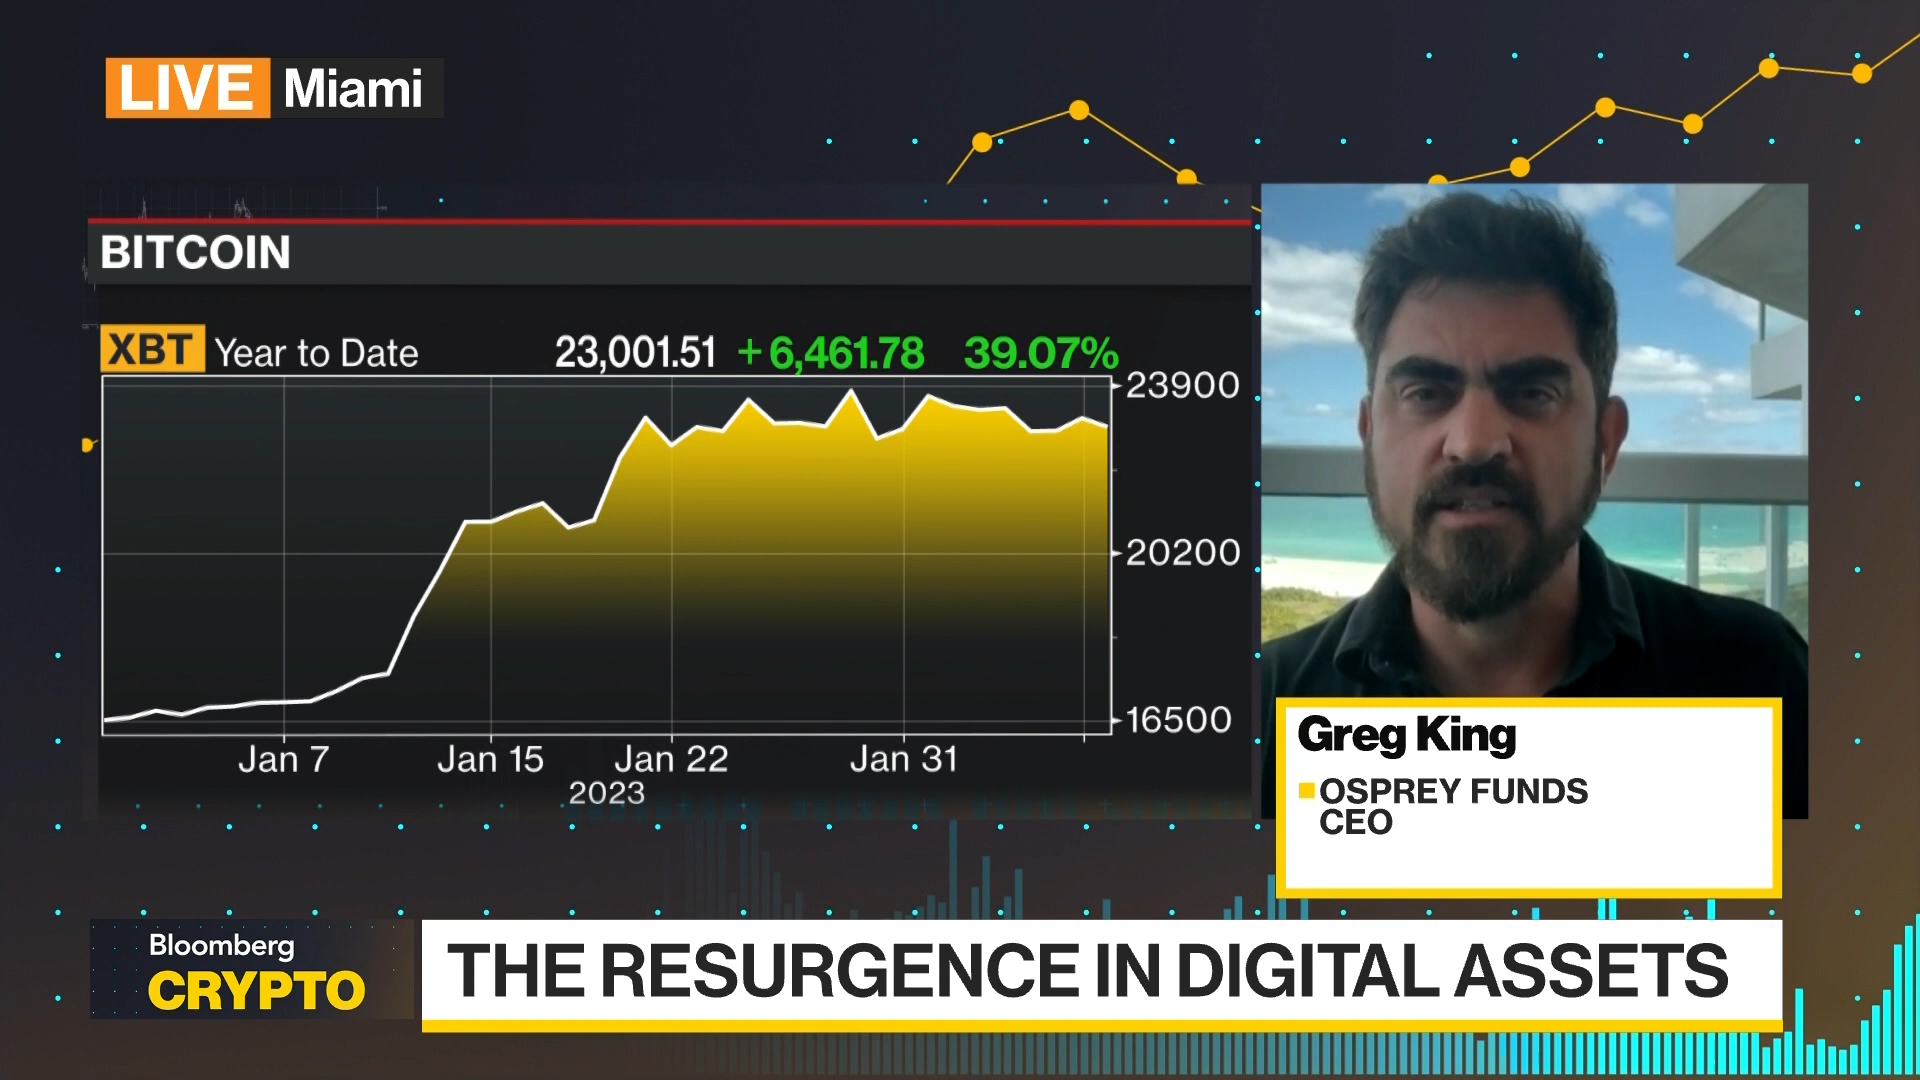 LIVE Miami
BITCOIN
XBT Year to Date 23,001.51 +6,461.78 39.07%
23900
20200
16500
Jan 7 Jan 15 Jan 22 Jan 31
2023
Greg King
OSPREY FUNDS
CEO
Bloomberg
CRYPTO
THE RESURGENCE IN DIGITAL ASSETS